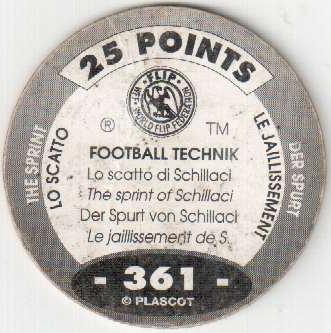 25 POINTS
FLIP
WFF WORLD FLIP FEDERATION
® TM
THE SPRINT
LO SCATTO
LE JAILLISSEMENT
DER SPURT
FOOTBALL TECHNIK
Lo scatto di Schillaci
The sprint of Schillaci
Der Spurt von Schillaci
Le jaillissement de S.
- 361 -
© PLASCOT